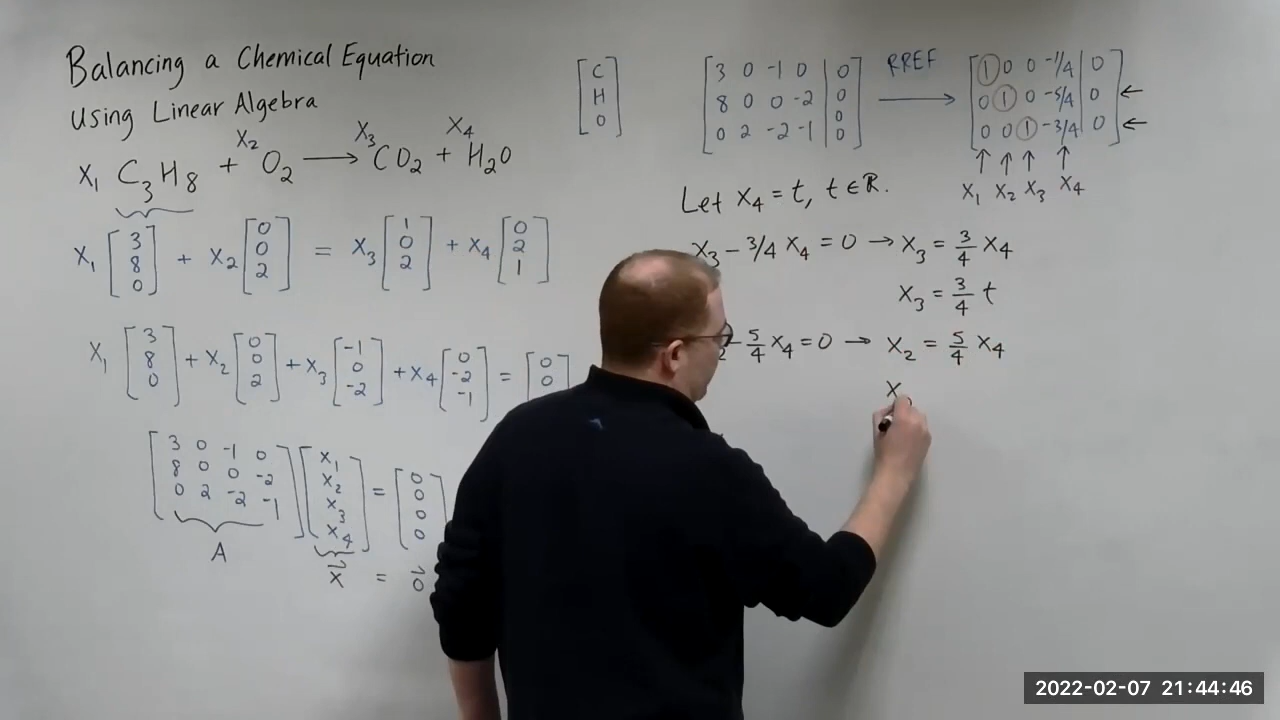 Balancing a Chemical Equation
Using Linear Algebra
X₁ C₃H₈ + X₂ O₂ → X₃ CO₂ + X₄ H₂O
X₁ [3 8 0] + X₂ [0 0 2] = X₃ [1 0 2] + X₄ [0 2 1]
X₁ [3 8 0] + X₂ [0 0 2] + X₃ [-1 0 -2] + X₄ [0 -2 -1] = [0 0
[3 0 -1 0 [X₁ [0
8 0 0 -2 X₂ = 0
0 2 -2 -1] X₃ 0
X₄] 0]
A
x⃗ = 0⃗
[C
H
O]
[3 0 -1 0 | 0] RREF → [1 0 0 -1/4 | 0]
[8 0 0 -2 | 0 0 1 0 -5/4 | 0 ←
0 2 -2 -1 | 0 0] 0 0 1 -3/4 | 0] ←
↑ ↑ ↑ ↑
X₁ X₂ X₃ X₄
Let X₄ = t, t ∈ ℝ.
X₃ - 3/4 X₄ = 0 → X₃ = 3/4 X₄
X₃ = 3/4 t
₂ - 5/4 X₄ = 0 → X₂ = 5/4 X₄
X
2022-02-07 21:44:46